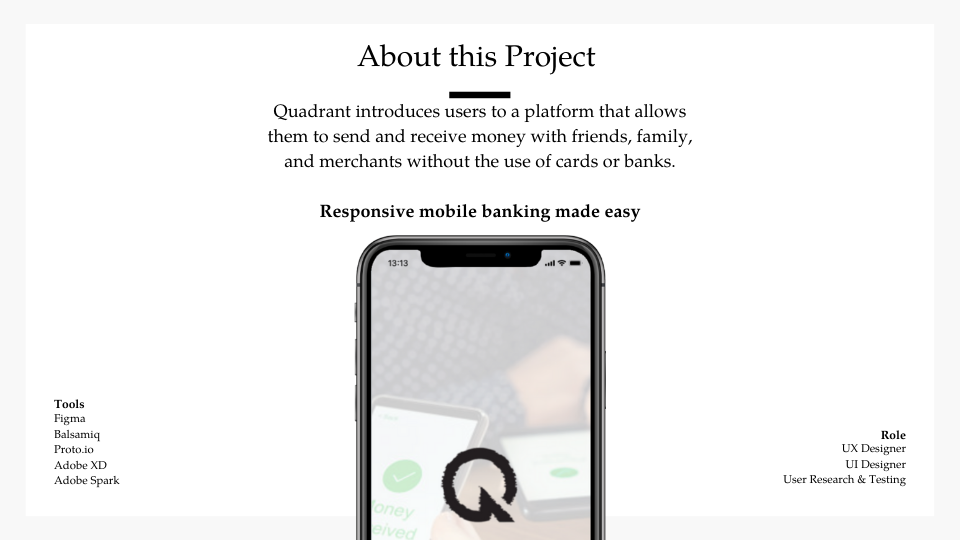 About this Project
Quadrant introduces users to a platform that allows
them to send and receive money with friends, family,
and merchants without the use of cards or banks.
Responsive mobile banking made easy
13:13
Tools
Figma
Balsamiq
Proto.io
Adobe XD
Adobe Spark
Role
UX Designer
UI Designer
User Research & Testing
Q
oney
eived